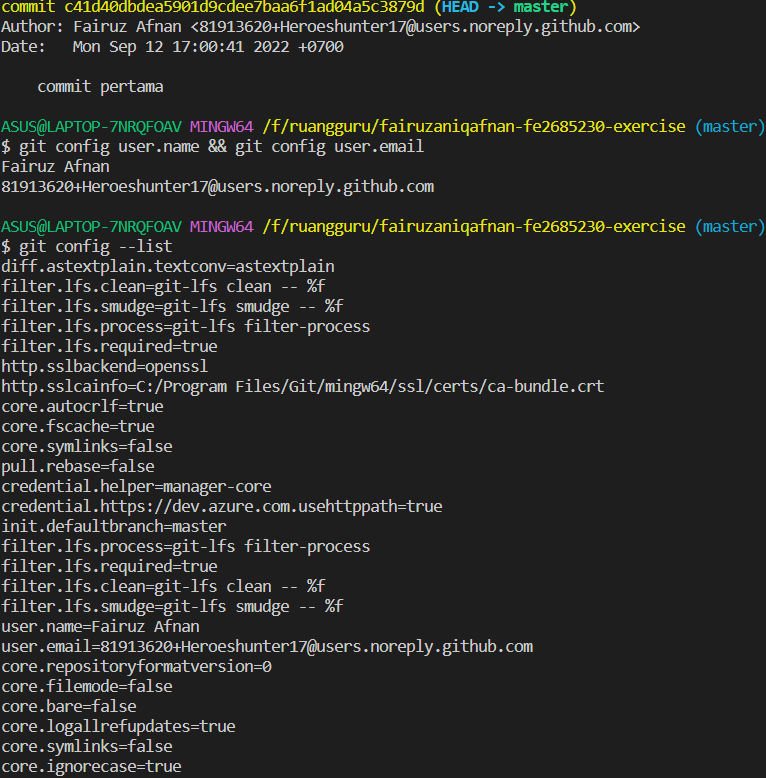 commit c41d40dbdea5901d9cdee7baa6f1ad04a5c3879d (HEAD -> master)
Author: Fairuz Afnan <81913620+Heroeshunter17@users.noreply.github.com>
Date:   Mon Sep 12 17:00:41 2022 +0700
    commit pertama
ASUS@LAPTOP-7NRQFOAV MINGW64 /f/ruangguru/fairuzaniqafnan-fe2685230-exercise (master)
$ git config user.name && git config user.email
Fairuz Afnan
81913620+Heroeshunter17@users.noreply.github.com
ASUS@LAPTOP-7NRQFOAV MINGW64 /f/ruangguru/fairuzaniqafnan-fe2685230-exercise (master)
$ git config --list
diff.astextplain.textconv=astextplain
filter.lfs.clean=git-lfs clean -- %f
filter.lfs.smudge=git-lfs smudge -- %f
filter.lfs.process=git-lfs filter-process
filter.lfs.required=true
http.sslbackend=openssl
http.sslcainfo=C:/Program Files/Git/mingw64/ssl/certs/ca-bundle.crt
core.autocrlf=true
core.fscache=true
core.symlinks=false
pull.rebase=false
credential.helper=manager-core
credential.https://dev.azure.com.usehttppath=true
init.defaultbranch=master
filter.lfs.process=git-lfs filter-process
filter.lfs.required=true
filter.lfs.clean=git-lfs clean -- %f
filter.lfs.smudge=git-lfs smudge -- %f
user.name=Fairuz Afnan
user.email=81913620+Heroeshunter17@users.noreply.github.com
core.repositoryformatversion=0
core.filemode=false
core.bare=false
core.logallrefupdates=true
core.symlinks=false
core.ignorecase=true